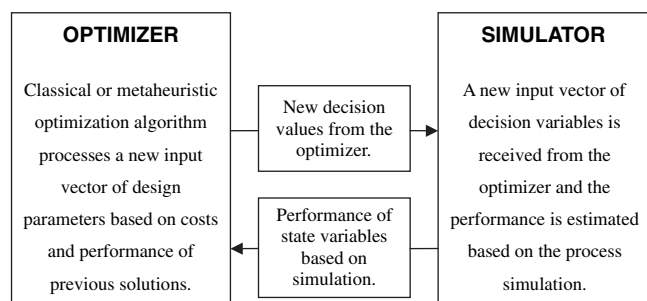 OPTIMIZER
Classical or metaheuristic
optimization algorithm
processes a new input
vector of design
parameters based on costs
and performance of
previous solutions.
New decision
values from the
optimizer.
Performance of
state variables
based on
simulation.
SIMULATOR
A new input vector of
decision variables is
received from the
optimizer and the
performance is estimated
based on the process
simulation.